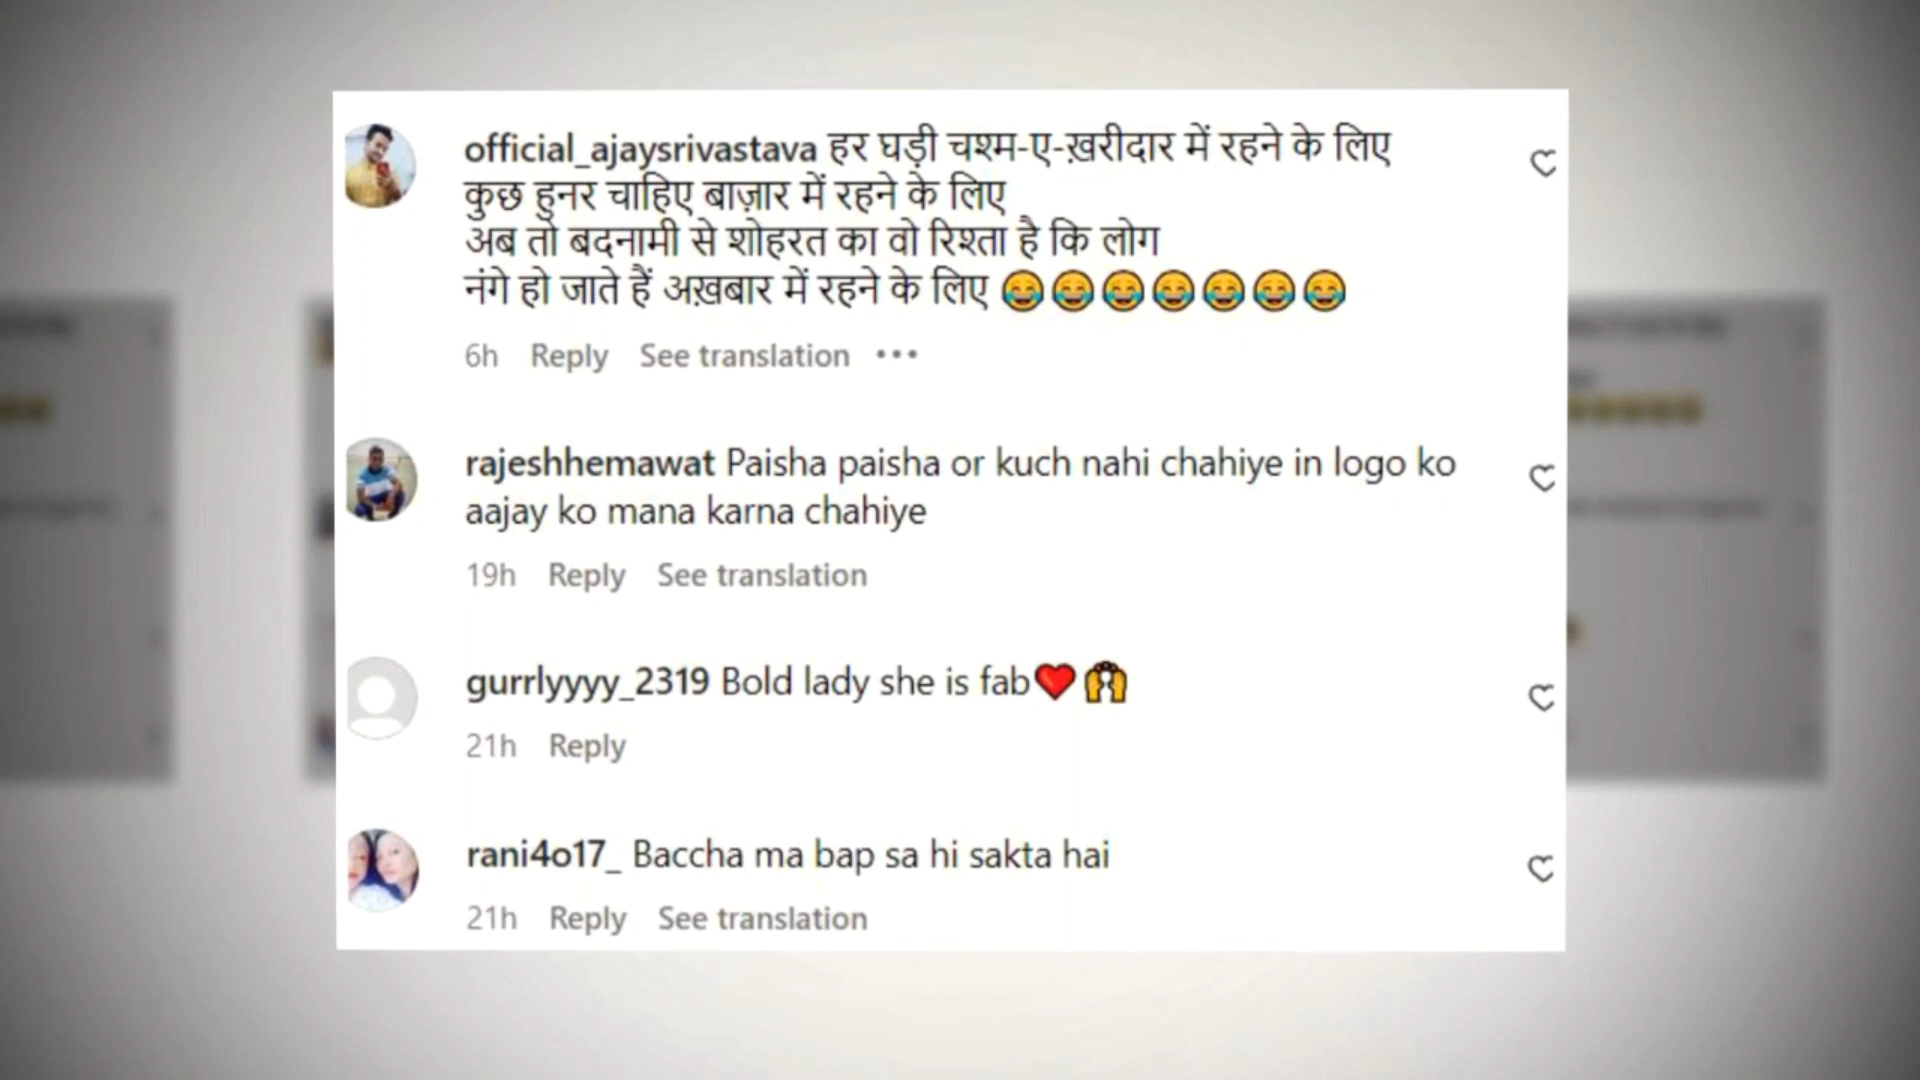 official_ajaysrivastava हर घड़ी चश्म-ए-ख़रीदार में रहने के लिए
कुछ हुनर चाहिए बाज़ार में रहने के लिए
अब तो बदनामी से शोहरत का वो रिश्ता है कि लोग
नंगे हो जाते हैं अख़बार में रहने के लिए 😂😂😂😂😂😂😂
6h Reply See translation •••
rajeshhemawat Paisha paisha or kuch nahi chahiye in logo ko
aajay ko mana karna chahiye
19h Reply See translation
gurrlyyyy_2319 Bold lady she is fab❤️🙌
21h Reply
rani4o17_ Baccha ma bap sa hi sakta hai
21h Reply See translation